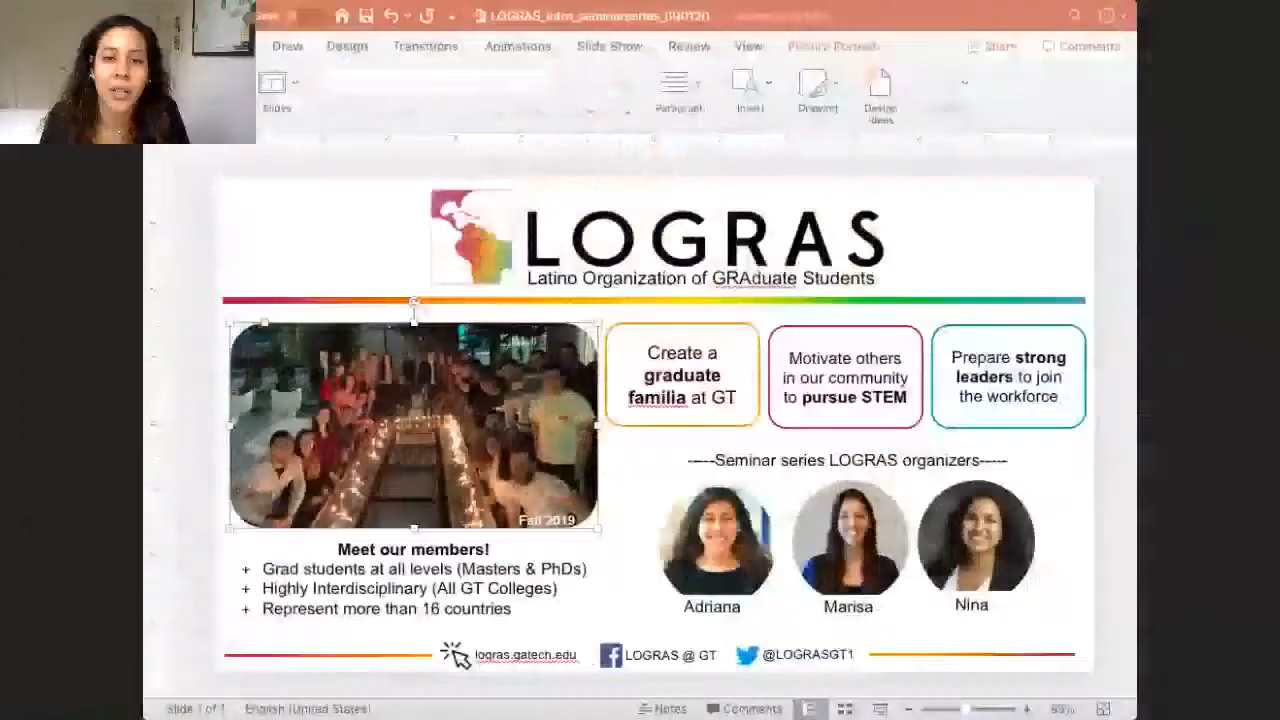 LOGRAS_intro_seminarseries_090120
Draw Design Transitions Animations Slide Show Review View Picture Format Share Comments
Slides Paragraph Insert Drawing Design Ideas
LOGRAS
Latino Organization of GRAduate Students
Create a
graduate
familia at GT
Motivate others
in our community
to pursue STEM
Prepare strong
leaders to join
the workforce
Fall 2019
-----Seminar series LOGRAS organizers-----
Adriana
Marisa
Nina
Meet our members!
+ Grad students at all levels (Masters & PhDs)
+ Highly Interdisciplinary (All GT Colleges)
+ Represent more than 16 countries
logras.gatech.edu LOGRAS @ GT @LOGRASGT1
Slide 1 of 1 English (United States) Notes Comments